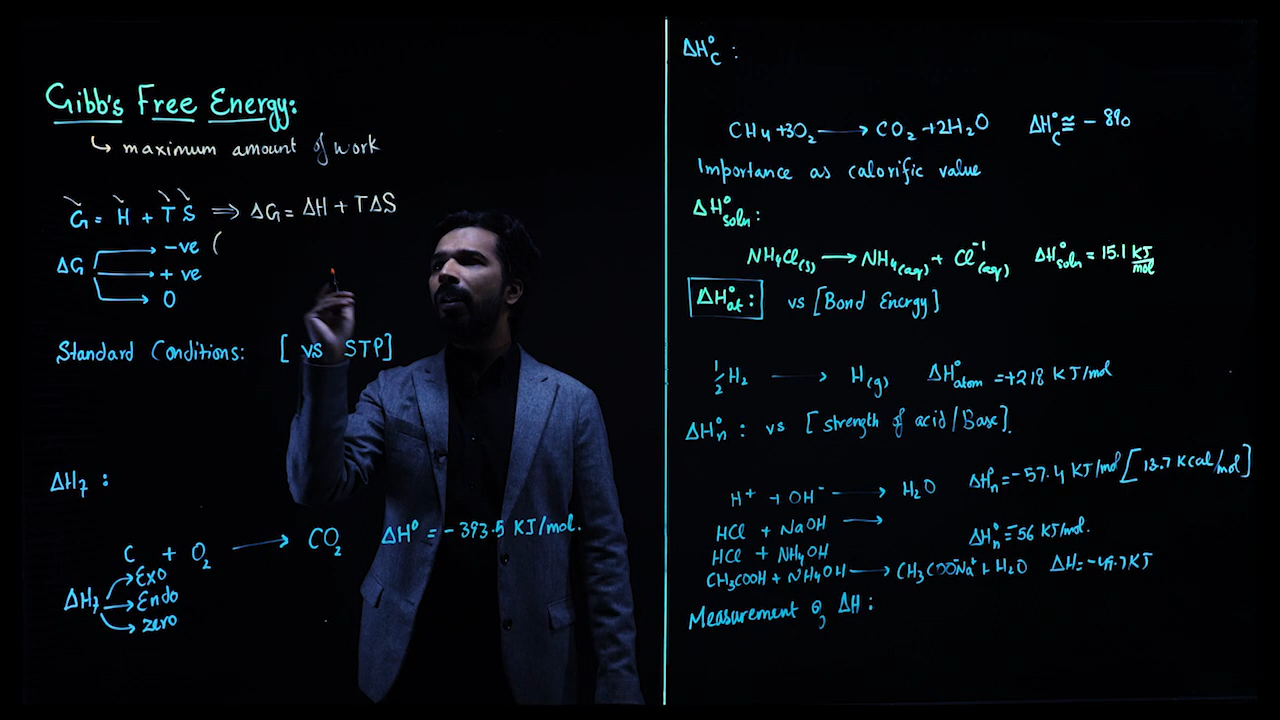 Gibb's Free Energy:
↳ maximum amount of work
G = H + TS ⇒ ΔG = ΔH + TΔS
ΔG → -ve (
→ + ve
→ 0
Standard Conditions: [ vs STP]
ΔHf :
C + O₂ → CO₂ ΔH° = -393.5 KJ/mol.
ΔHf → Exo
→ Endo
→ zero
ΔH°c :
CH4 + 3O₂ → CO₂ + 2H₂O ΔH°c ≅ - 890
Importance as calorific value
ΔH°soln :
NH4Cl(s) → NH4(aq) + Cl⁻¹(aq) ΔH°soln = 15.1 KJ/mol
ΔH°at : vs [Bond Energy]
1/2 H₂ → H(g) ΔH°atom = +218 KJ/mol
ΔH°n : vs [strength of acid/Base].
H⁺ + OH⁻ → H₂O ΔH°n = -57.4 KJ/mol [13.7 Kcal/mol]
HCl + NaOH →
HCl + NH4OH ΔH°n = -56 KJ/mol.
CH3COOH + NH4OH → CH3COO⁻Na⁺ + H₂O ΔH = -49.7 KJ
Measurement of ΔH :